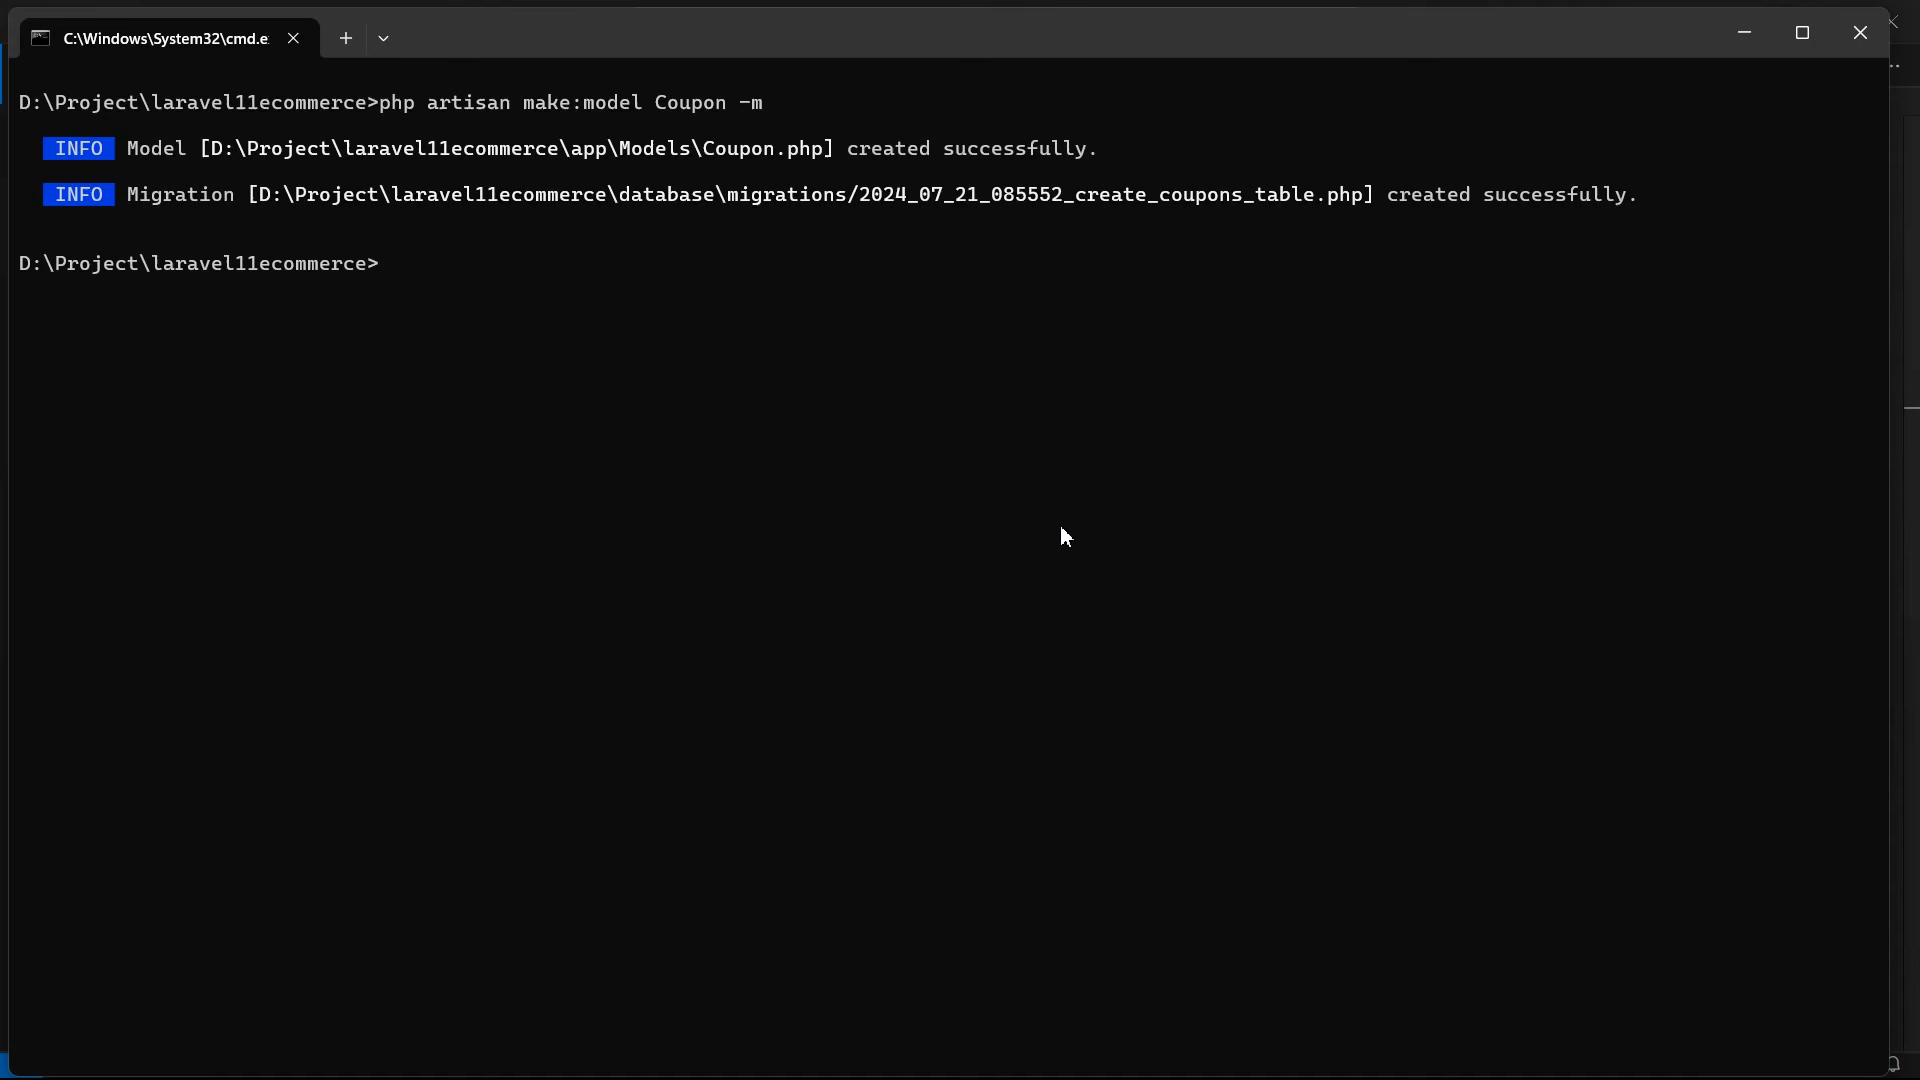 C:\Windows\System32\cmd.e
D:\Project\laravel11ecommerce>php artisan make:model Coupon -m
INFO Model [D:\Project\laravel11ecommerce\app\Models\Coupon.php] created successfully.
INFO Migration [D:\Project\laravel11ecommerce\database\migrations/2024_07_21_085552_create_coupons_table.php] created successfully.
D:\Project\laravel11ecommerce>